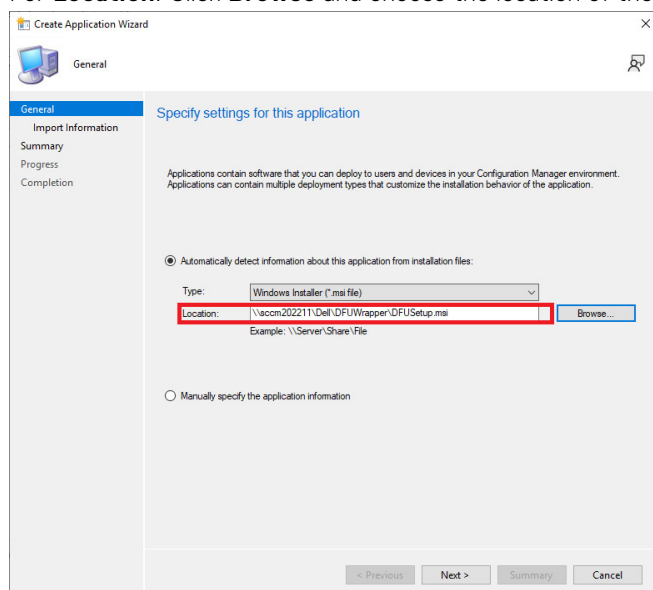 For Location: Click Browse and choose the location of the
Create Application Wizard
General
General
Import Information
Summary
Progress
Completion
Specify settings for this application
Applications contain software that you can deploy to users and devices in your Configuration Manager environment.
Applications can contain multiple deployment types that customize the installation behavior of the application.
Automatically detect information about this application from installation files:
Type: Windows Installer (*.msi file)
Location: \\sccm202211\Dell\DFUWrapper\DFUSetup.msi Browse...
Example: \\Server\Share\File
Manually specify the application information
< Previous Next > Summary Cancel